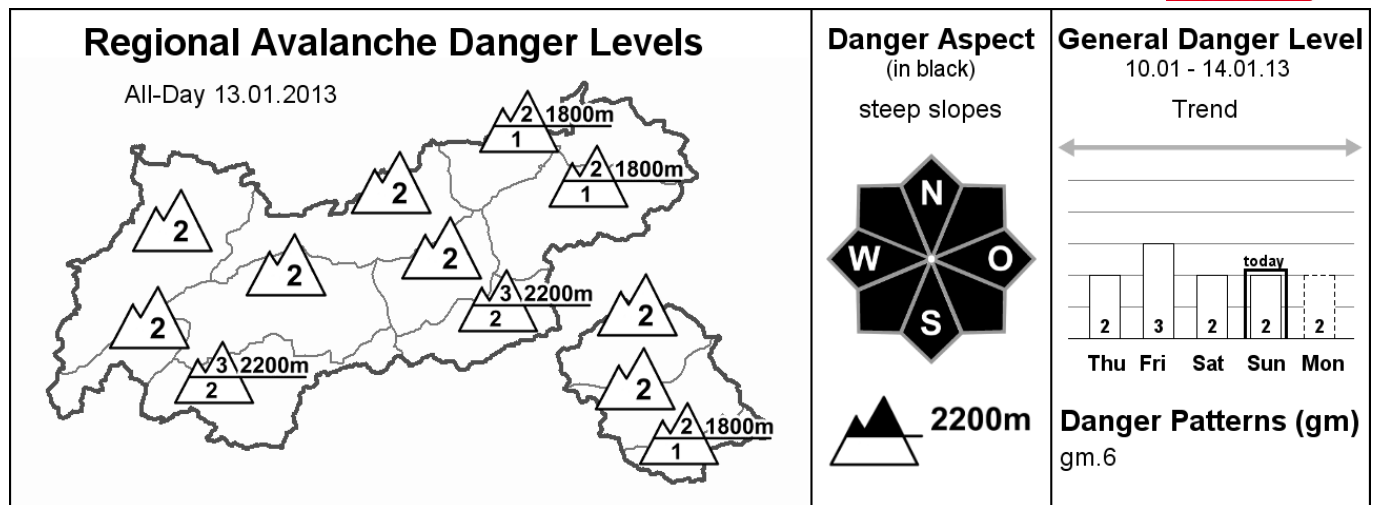 Regional Avalanche Danger Levels
All-Day 13.01.2013
2 1800m
1
2 1800m
1
2
2
2
2
3 2200m
2
2
2
3 2200m
2
2
2 1800m
1
Danger Aspect
(in black)
steep slopes
N
W O
S
2200m
General Danger Level
10.01 - 14.01.13
Trend
today
2 3 2 2 2
Thu Fri Sat Sun Mon
Danger Patterns (gm)
gm.6